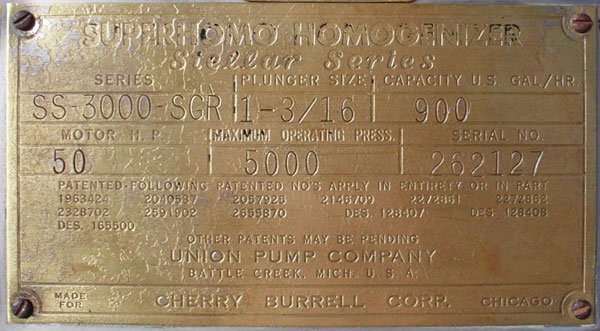 SUPERHOMO HOMOGENIZER
Stellar Series
SERIES PLUNGER SIZE CAPACITY U.S. GAL/HR.
SS-3000-SGR 1-3/16 900
MOTOR H.P. MAXIMUM OPERATING PRESS. SERIAL NO.
50 5000 262127
PATENTED-FOLLOWING PATENTED NO'S APPLY IN ENTIRETY OR IN PART
1963424 2040537 2057925 2146709 2272851 2272852
2328702 2591902 2655870 DES. 128407 DES. 128408
DES. 165500
OTHER PATENTS MAY BE PENDING
UNION PUMP COMPANY
BATTLE CREEK, MICH. U.S.A.
MADE FOR CHERRY BURRELL CORP. CHICAGO